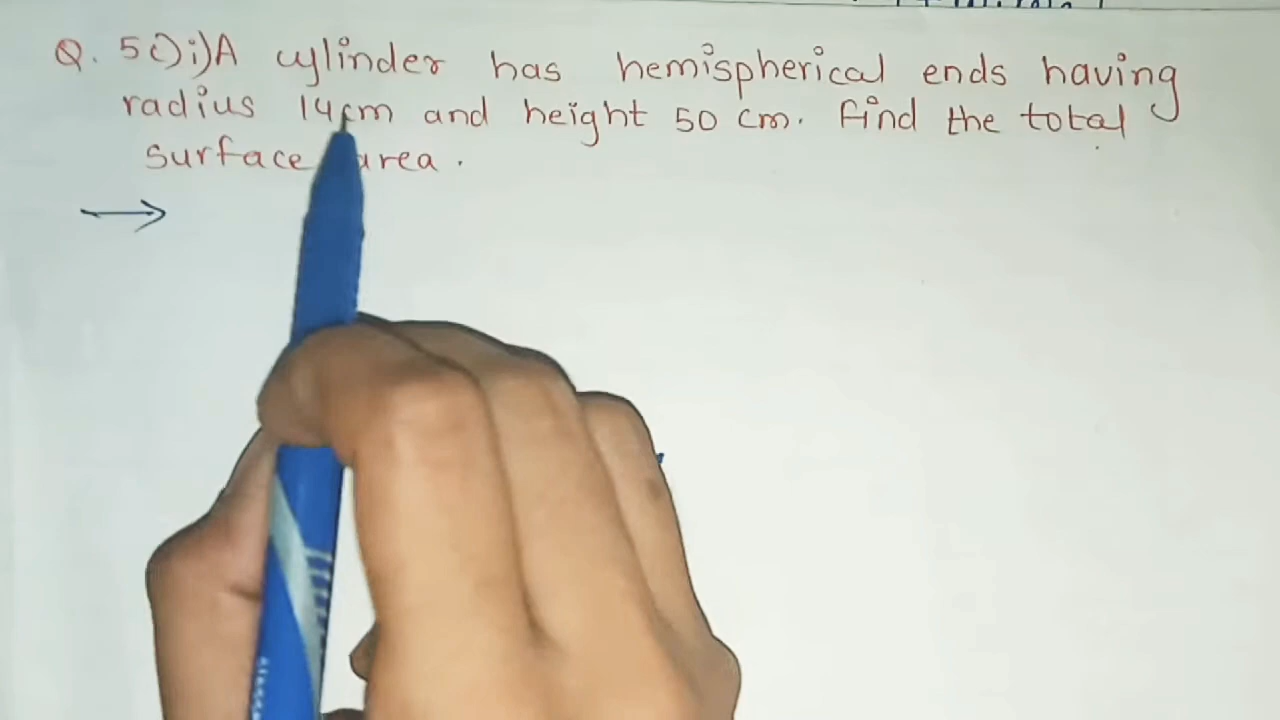 Q. 5 i) i) A cylinder has hemispherical ends having
radius 14cm and height 50 cm. find the total
surface area.